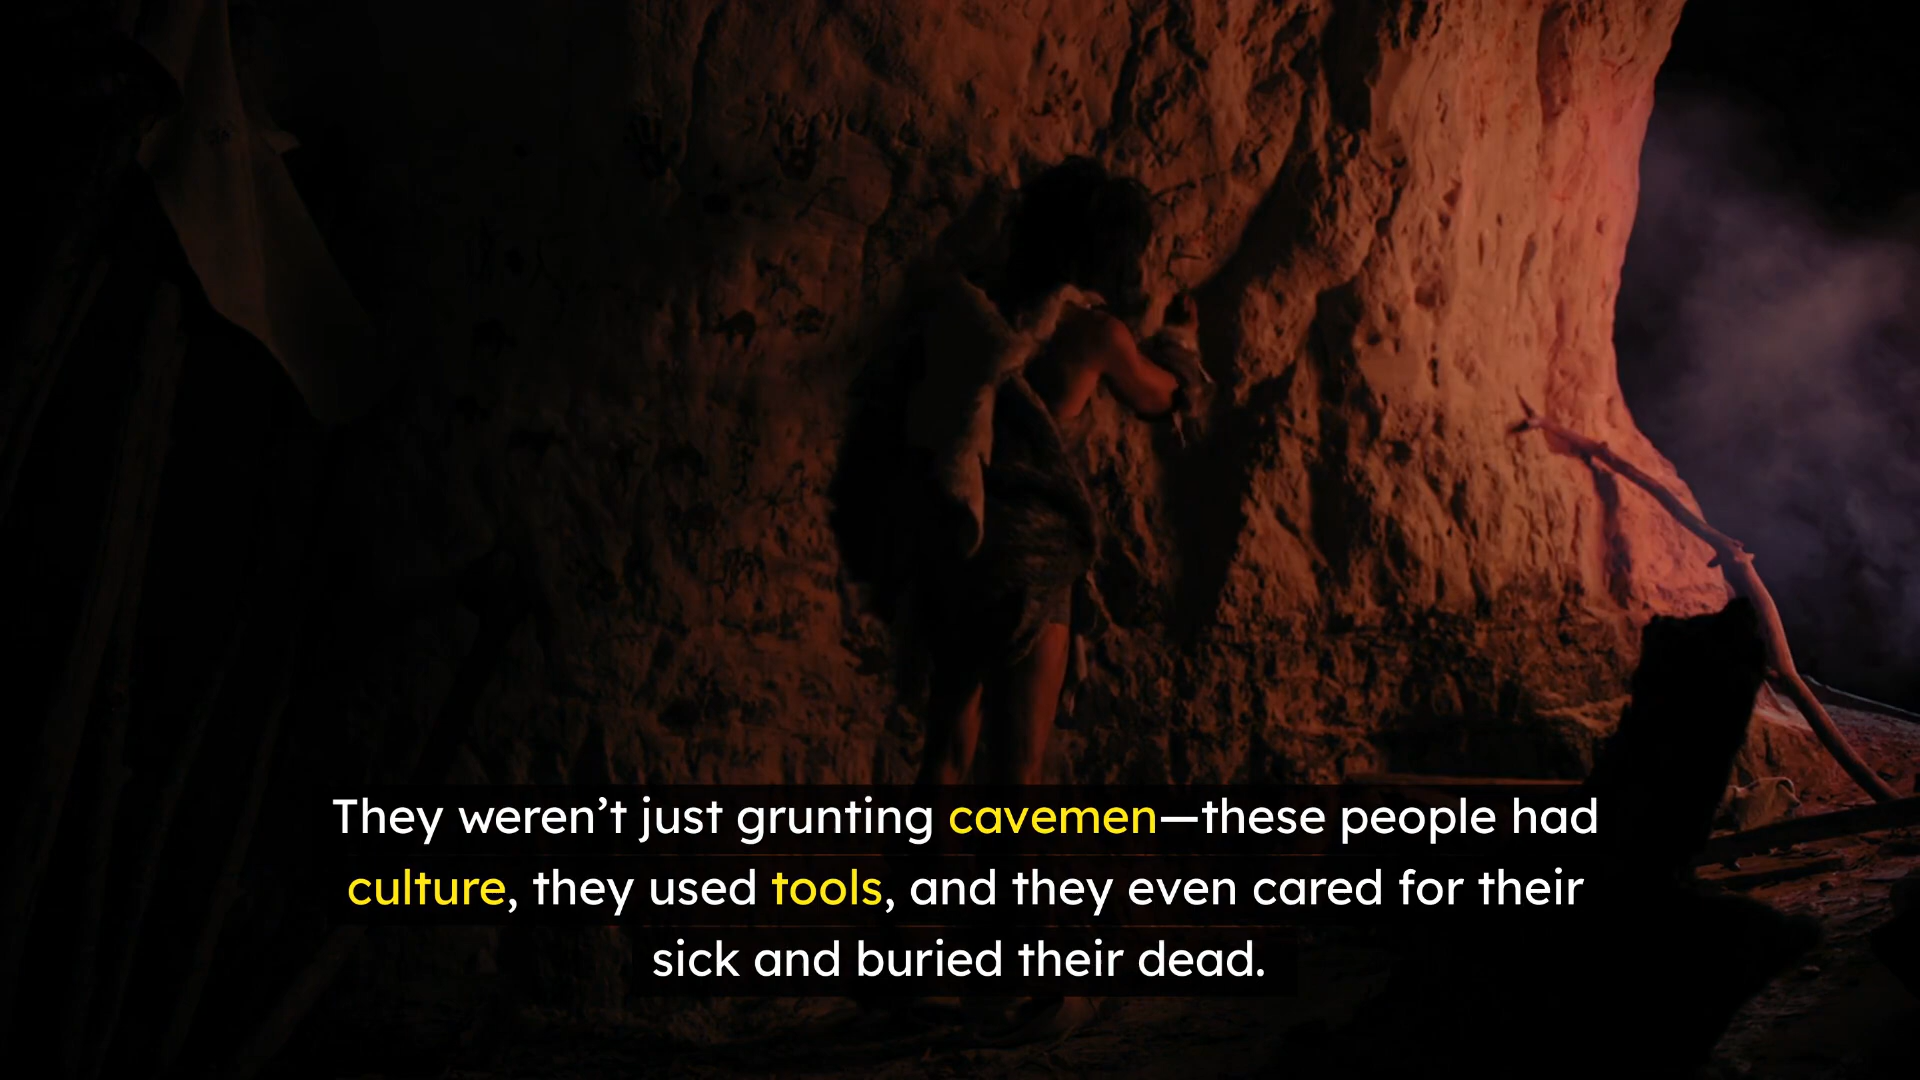 They weren’t just grunting cavemen—these people had
culture, they used tools, and they even cared for their
sick and buried their dead.